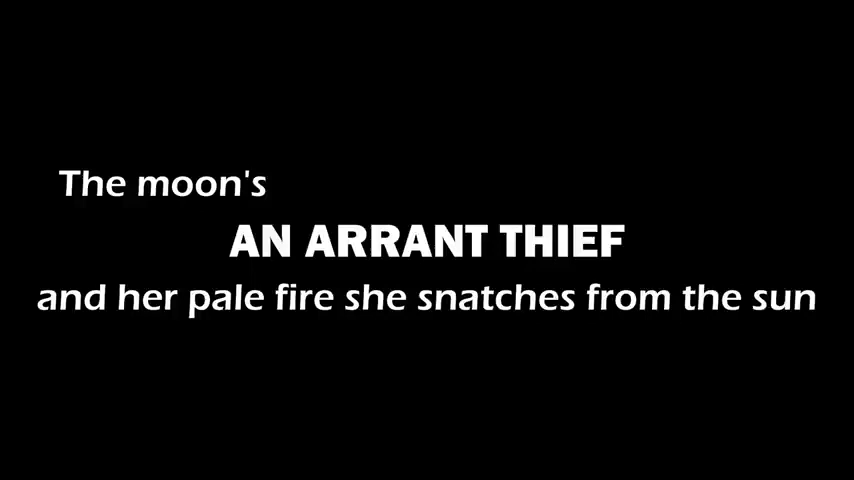 The moon's
AN ARRANT THIEF
and her pale fire she snatches from the sun